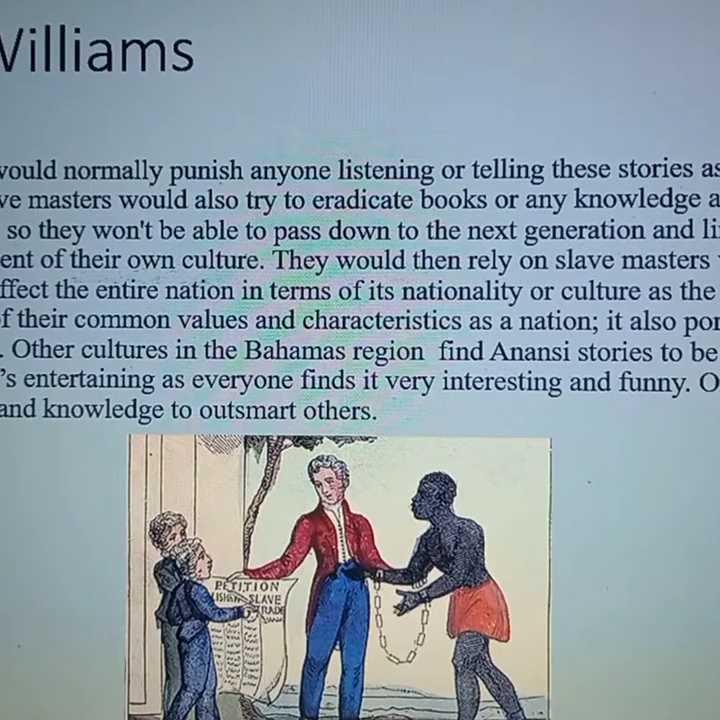 Williams
would normally punish anyone listening or telling these stories as
ve masters would also try to eradicate books or any knowledge a
so they won't be able to pass down to the next generation and li
ent of their own culture. They would then rely on slave masters
ffect the entire nation in terms of its nationality or culture as the
f their common values and characteristics as a nation; it also por
. Other cultures in the Bahamas region find Anansi stories to be
's entertaining as everyone finds it very interesting and funny. O
and knowledge to outsmart others.
PETITION
SLAVE
TRADE